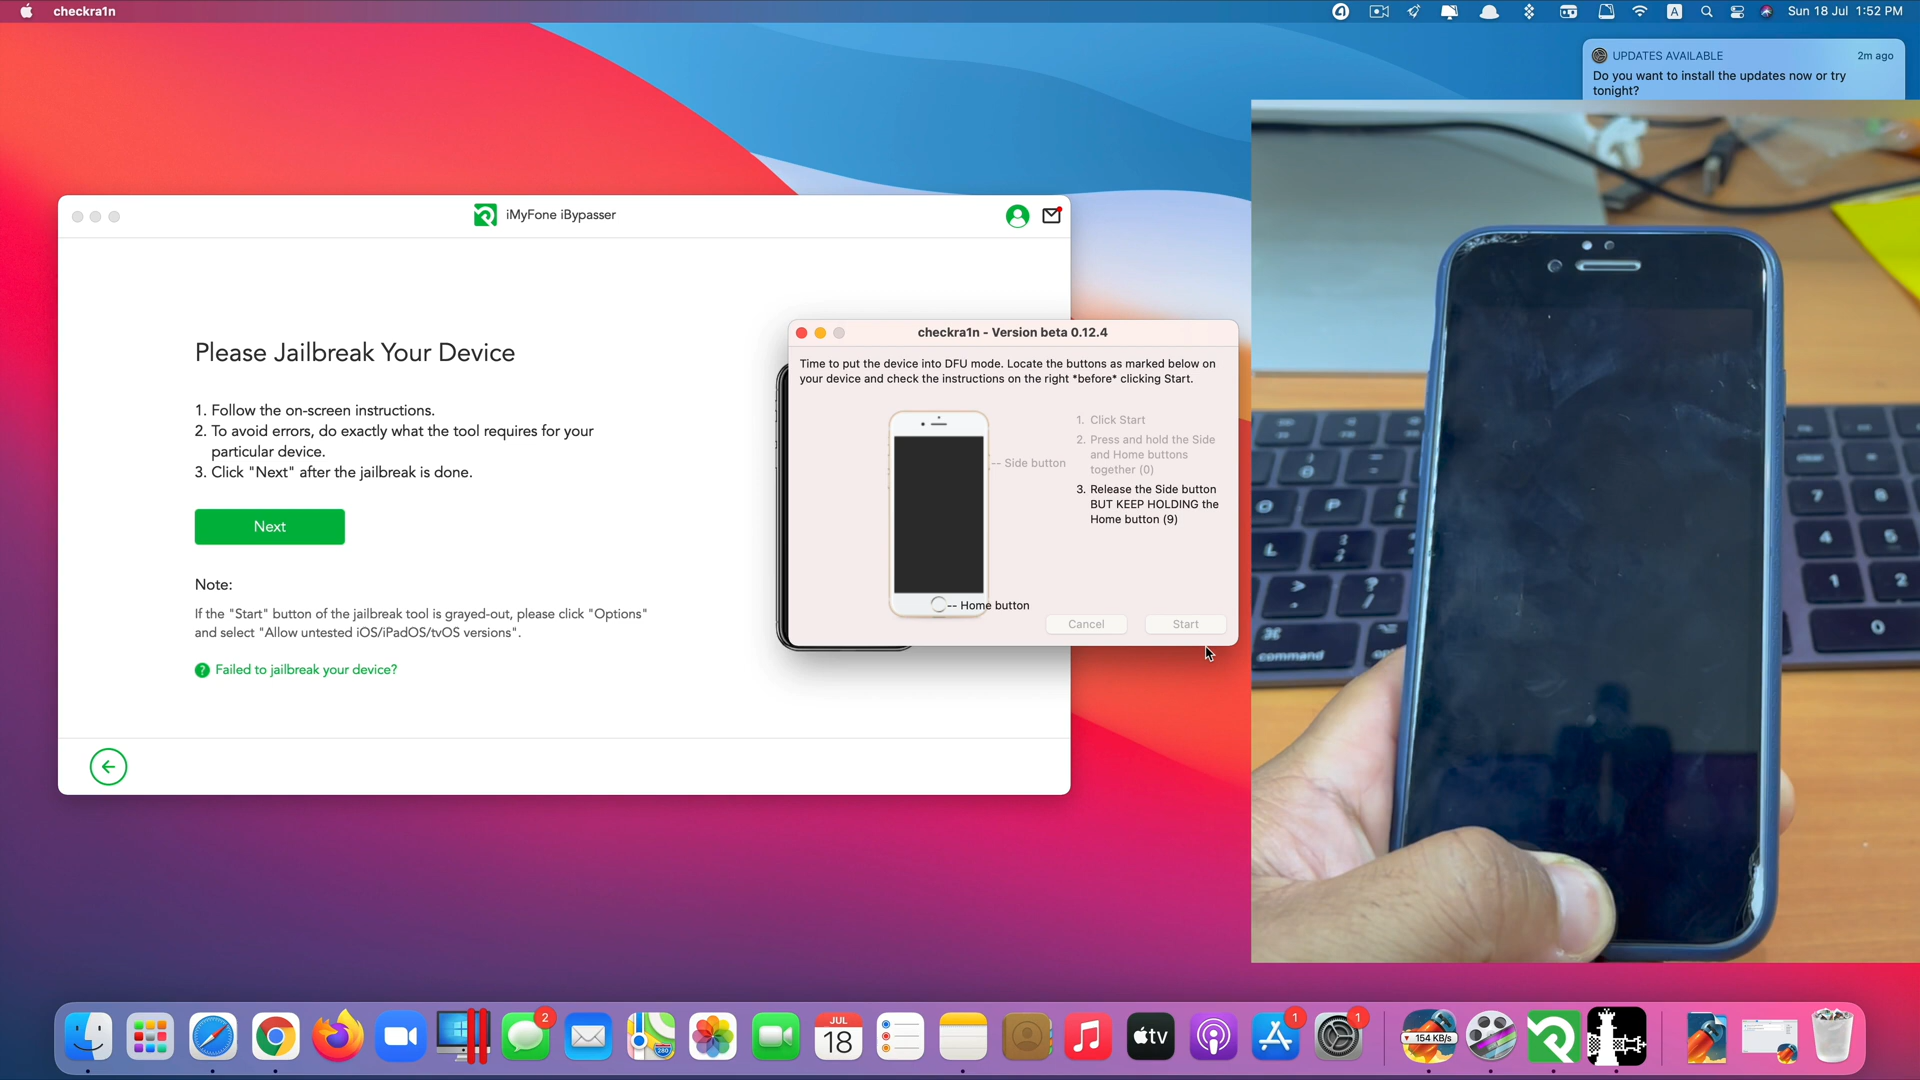 checkra1n
Sun 18 Jul 1:52 PM
UPDATES AVAILABLE
2m ago
Do you want to install the updates now or try
tonight?
iMyFone iBypasser
Please Jailbreak Your Device
1. Follow the on-screen instructions.
2. To avoid errors, do exactly what the tool requires for your
particular device.
3. Click "Next" after the jailbreak is done.
Next
Note:
If the "Start" button of the jailbreak tool is grayed-out, please click "Options"
and select "Allow untested iOS/iPadOS/tvOS versions".
? Failed to jailbreak your device?
checkra1n - Version beta 0.12.4
Time to put the device into DFU mode. Locate the buttons as marked below on
your device and check the instructions on the right *before* clicking Start.
1. Click Start
2. Press and hold the Side
and Home buttons
together (0)
3. Release the Side button
BUT KEEP HOLDING the
Home button (9)
-- Side button
-- Home button
Cancel
Start
command
2
JUL
18
280
tv
1
1
154 KB/s